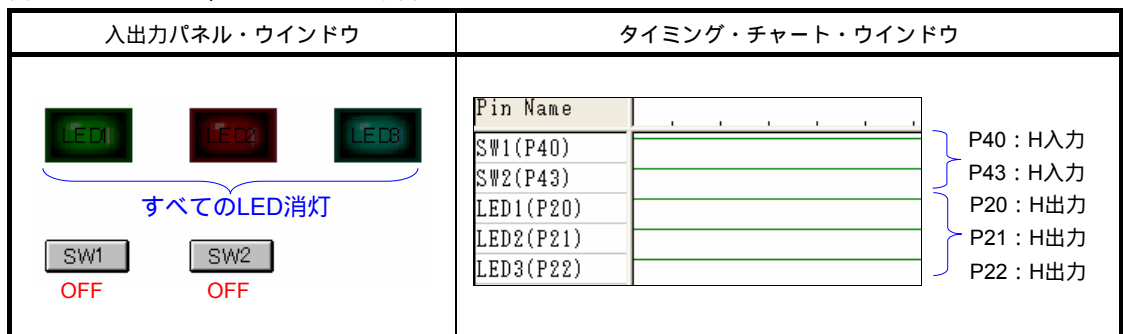 入出力パネル・ウインドウ
タイミング・チャート・ウインドウ
LED1
LED2
LED3
すべてのLED消灯
SW1
SW2
OFF
OFF
Pin Name
SW1(P40)
SW2(P43)
LED1(P20)
LED2(P21)
LED3(P22)
P40：H入力
P43：H入力
P20：H出力
P21：H出力
P22：H出力